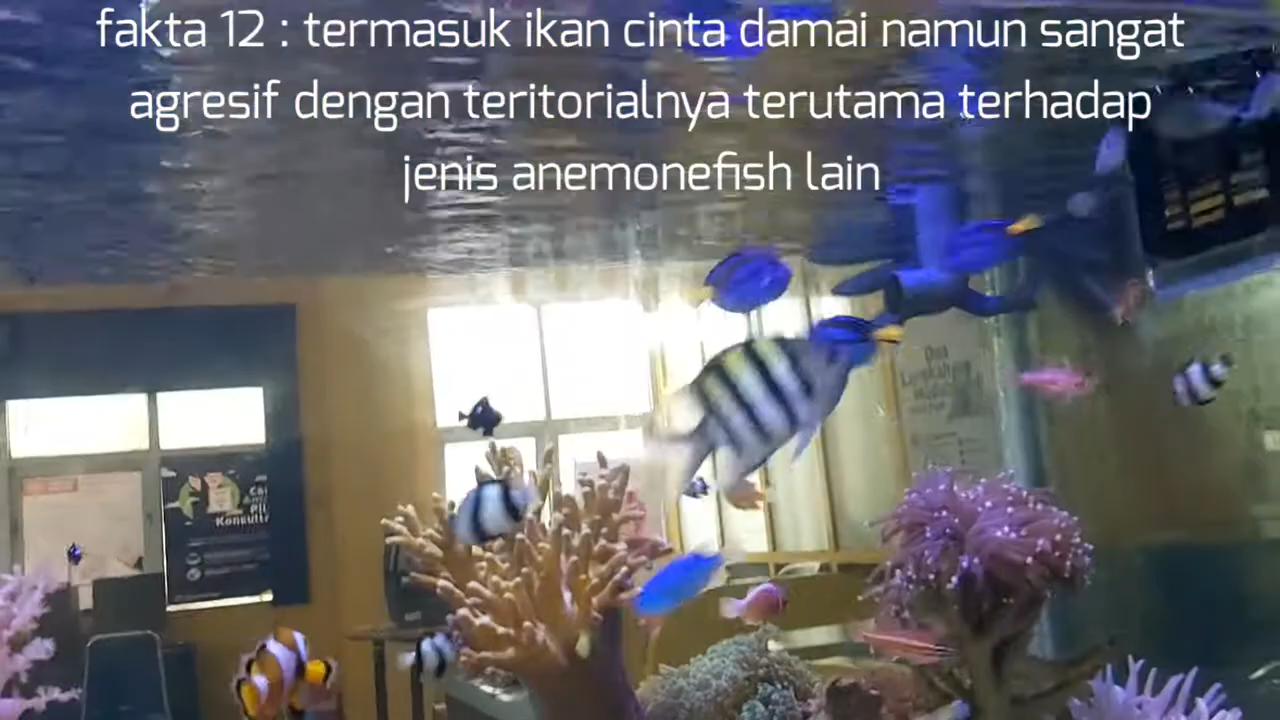 fakta 12 : termasuk ikan cinta damai namun sangat
agresif dengan teritorialnya terutama terhadap
jenis anemonefish lain